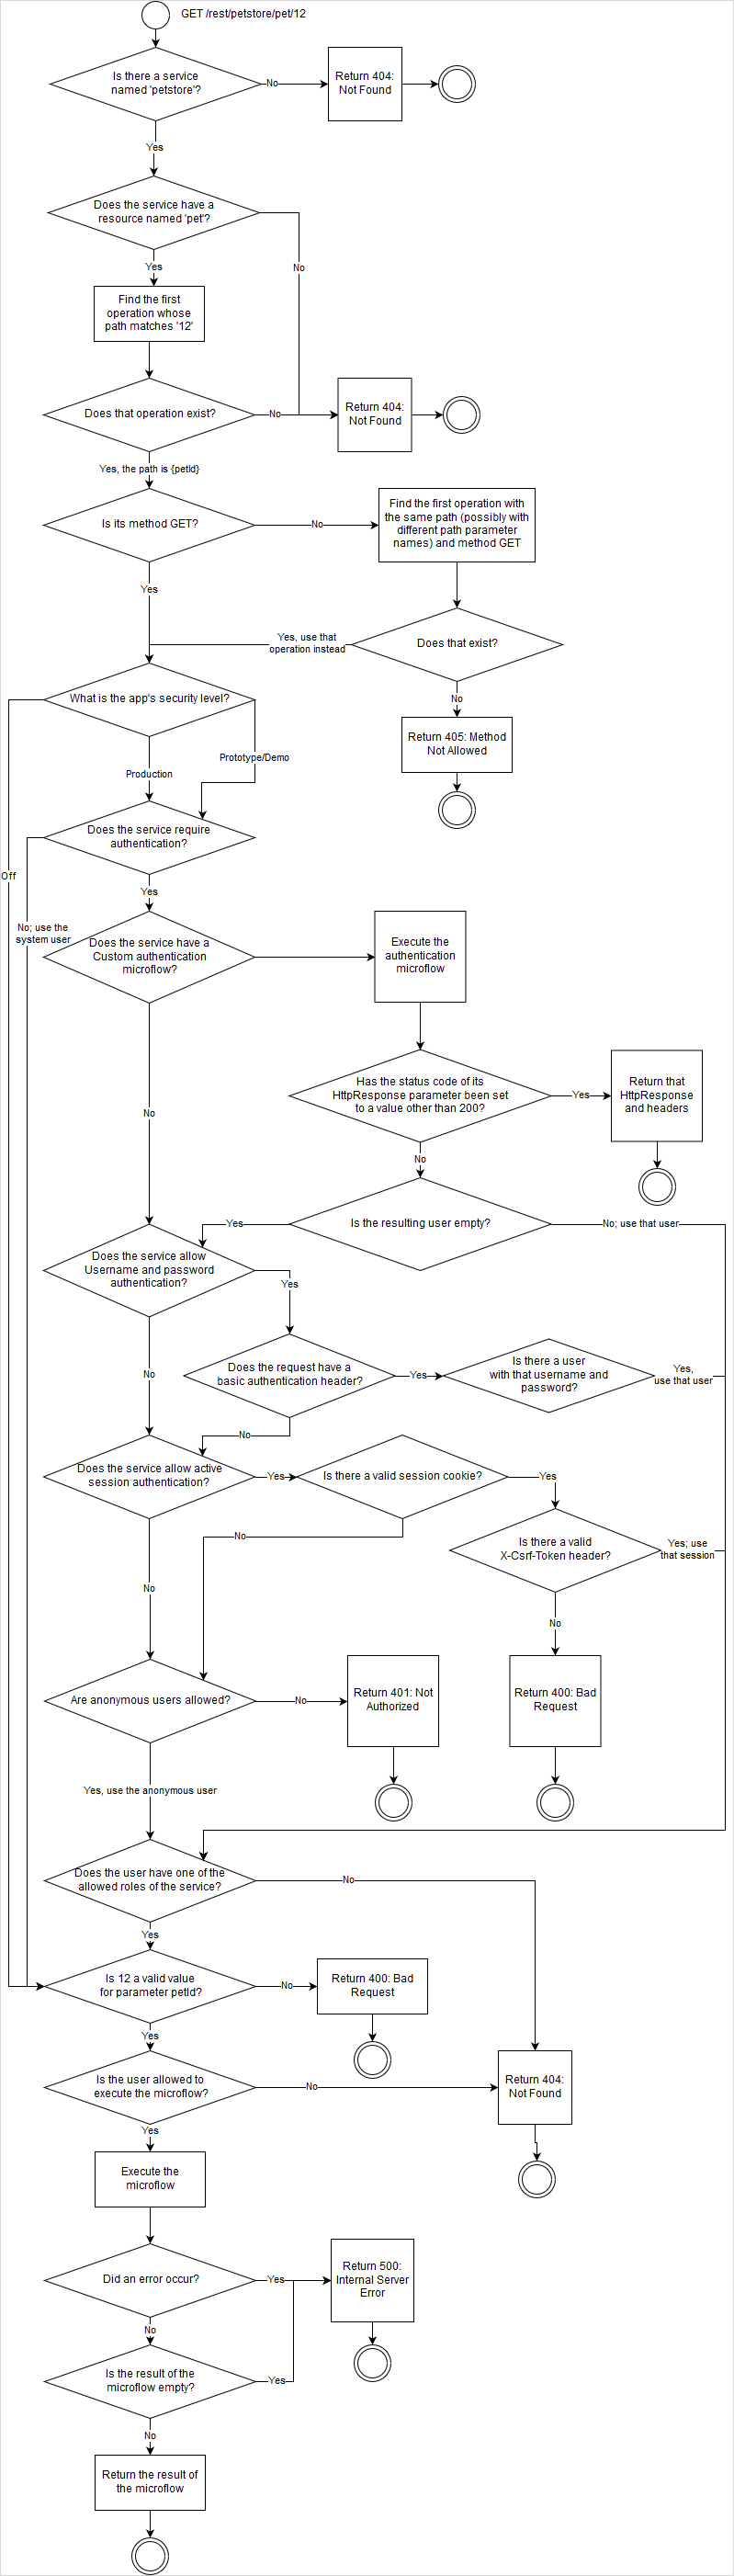 GET /rest/petstore/pet/12
Is there a service
named 'petstore'?
No
Return 404:
Not Found
Yes
Does the service have a
resource named 'pet'?
No
Yes
Find the first
operation whose
path matches '12'
Does that operation exist?
No
Return 404:
Not Found
Yes, the path is {petId}
Is its method GET?
No
Find the first operation with
the same path (possibly with
different path parameter
names) and method GET
Yes
Does that exist?
Yes, use that
operation instead
No
Return 405: Method
Not Allowed
What is the app's security level?
Prototype/Demo
Production
Does the service require
authentication?
Off
Yes
No; use the
system user
Does the service have a
Custom authentication
microflow?
Execute the
authentication
microflow
Has the status code of its
HttpResponse parameter been set
to a value other than 200?
Yes
Return that
HttpResponse
and headers
No
No
Is the resulting user empty?
Yes
No; use that user
Does the service allow
Username and password
authentication?
Yes
Does the request have a
basic authentication header?
Yes
Is there a user
with that username and
password?
Yes,
use that user
No
No
Does the service allow active
session authentication?
Yes
Is there a valid session cookie?
Yes
No
Is there a valid
X-Csrf-Token header?
Yes; use
that session
No
No
Are anonymous users allowed?
No
Return 401: Not
Authorized
Return 400: Bad
Request
Yes, use the anonymous user
Does the user have one of the
allowed roles of the service?
No
Yes
Is 12 a valid value
for parameter petId?
No
Return 400: Bad
Request
Yes
Is the user allowed to
execute the microflow?
No
Return 404:
Not Found
Yes
Execute the
microflow
Did an error occur?
Yes
Return 500:
Internal Server
Error
No
Is the result of the
microflow empty?
Yes
No
Return the result of
the microflow